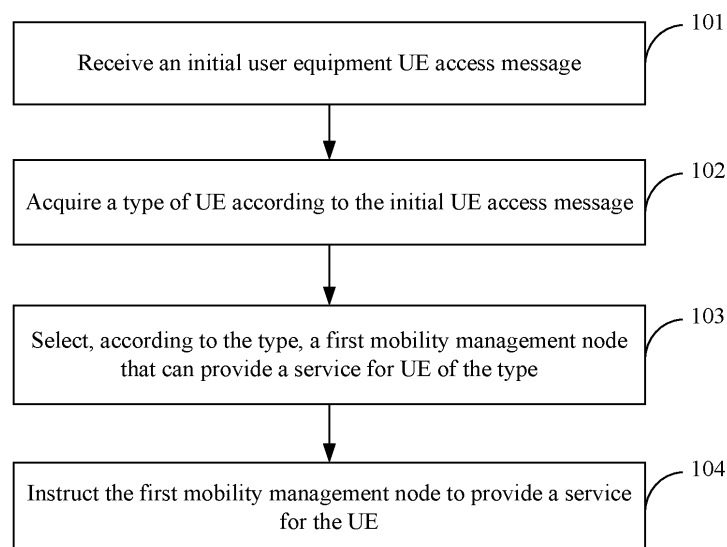 101
Receive an initial user equipment UE access message
102
Acquire a type of UE according to the initial UE access message
103
Select, according to the type, a first mobility management node
that can provide a service for UE of the type
104
Instruct the first mobility management node to provide a service
for the UE